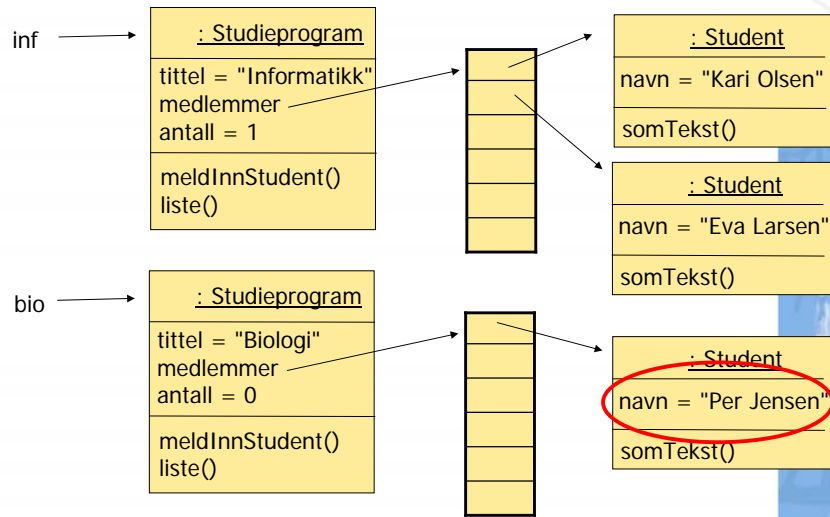 inf
: Studieprogram
tittel = "Informatikk"
medlemmer
antall = 1
meldInnStudent()
liste()
: Student
navn = "Kari Olsen"
somTekst()
: Student
navn = "Eva Larsen"
somTekst()
bio
: Studieprogram
tittel = "Biologi"
medlemmer
antall = 0
meldInnStudent()
liste()
: Student
navn = "Per Jensen"
somTekst()